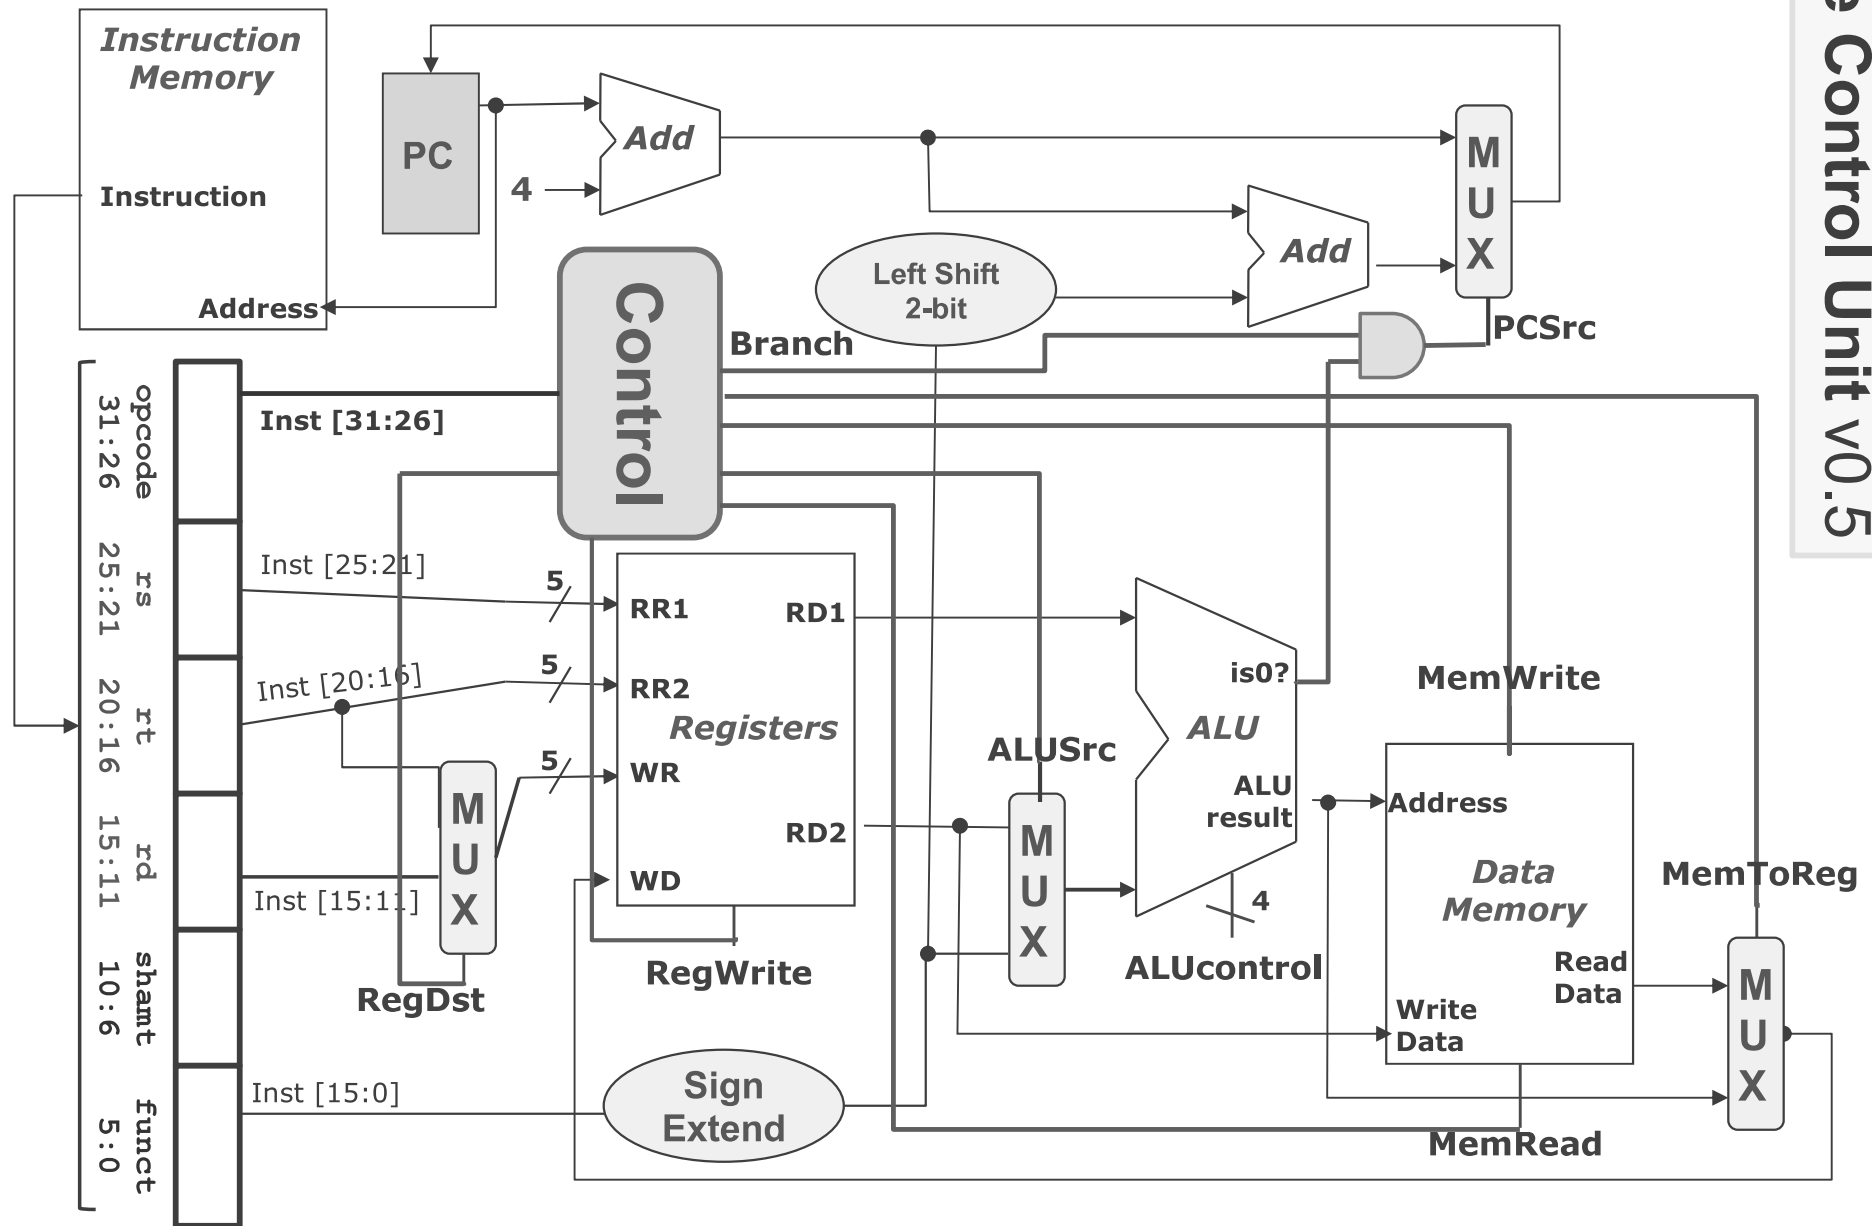 Instruction
Memory
Instruction
Address
PC
4
Add
Add
M
U
X
PCSrc
Left Shift
2-bit
Control
Branch
e Control Unit v0.5
opcode
31:26
rs
25:21
rt
20:16
rd
15:11
shamt
10:6
funct
5:0
Inst [31:26]
Inst [25:21]
Inst [20:16]
Inst [15:11]
Inst [15:0]
5
5
5
M
U
X
RegDst
RR1
RR2
WR
WD
RD1
RD2
Registers
RegWrite
Sign
Extend
ALUSrc
M
U
X
is0?
ALU
ALU
result
4
ALUcontrol
MemWrite
Address
Data
Memory
Read
Data
Write
Data
MemRead
MemToReg
M
U
X